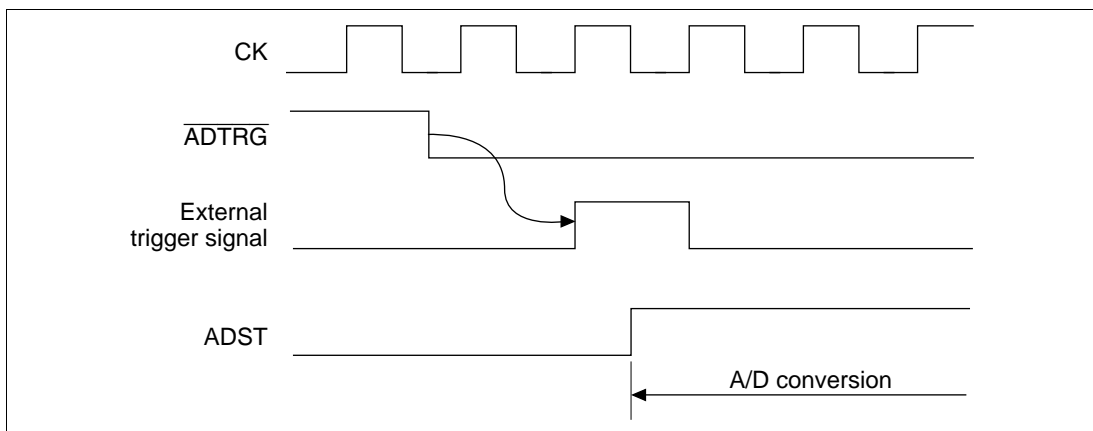 CK
ADTRG
External
trigger signal
ADST
A/D conversion